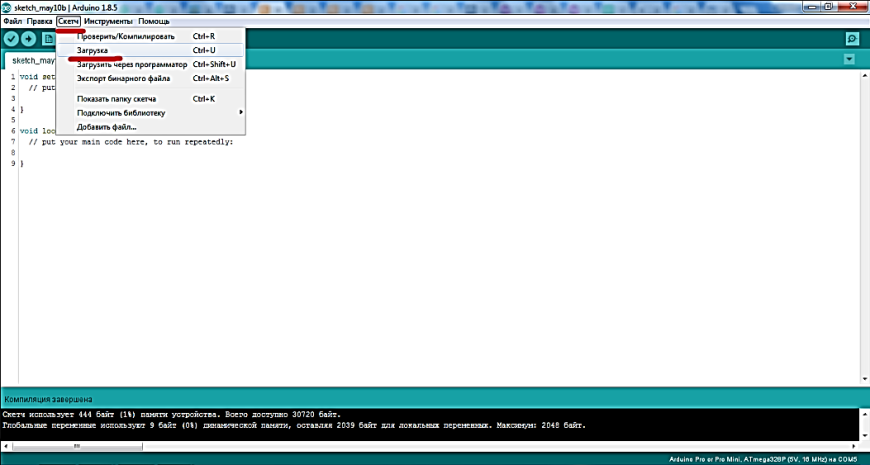 sketch_may10b | Arduino 1.8.5
Файл Правка Скетч Инструменты Помощь
Проверить/Компилировать Ctrl+R
Загрузка Ctrl+U
Загрузить через программатор Ctrl+Shift+U
Экспорт бинарного файла Ctrl+Alt+S
Показать папку скетча Ctrl+K
Подключить библиотеку
Добавить файл...
sketch_may
1 void set
2 // put
3
4 }
5
6 void loo
7 // put your main code here, to run repeatedly:
8
9 }
Компиляция завершена
Скетч использует 444 байт (1%) памяти устройства. Всего доступно 30720 байт.
Глобальные переменные используют 9 байт (0%) динамической памяти, оставляя 2039 байт для локальных переменных. Максимум: 2048 байт.
Arduino Pro or Pro Mini, ATmega328P (5V, 16 MHz) на COM5